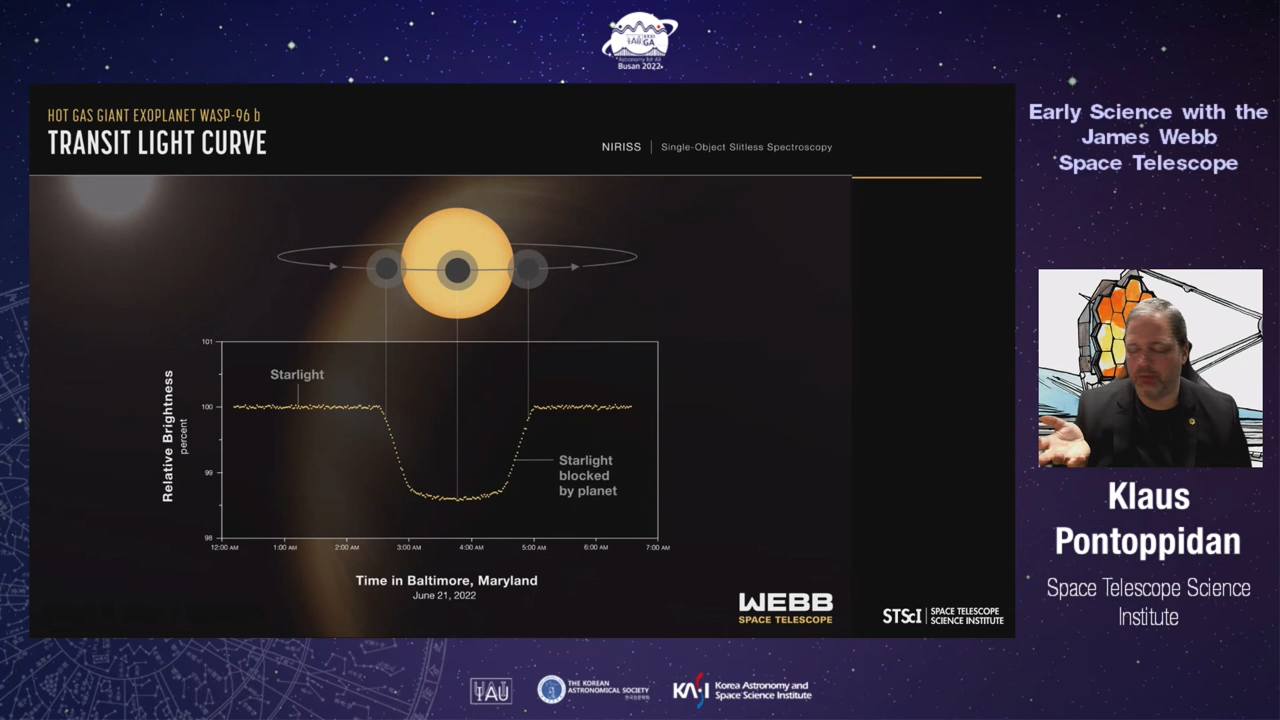 IAU XXXI GA
"Astronomy for All
Busan 2022
HOT GAS GIANT EXOPLANET WASP-96 b
TRANSIT LIGHT CURVE
NIRISS | Single-Object Slitless Spectroscopy
Early Science with the
James Webb
Space Telescope
101
100
99
98
Relative Brightness
percent
Starlight
Starlight
blocked
by planet
12:00 AM 1:00 AM 2:00 AM 3:00 AM 4:00 AM 5:00 AM 6:00 AM 7:00 AM
Time in Baltimore, Maryland
June 21, 2022
WEBB
SPACE TELESCOPE
STScI | SPACE TELESCOPE
SCIENCE INSTITUTE
Klaus
Pontoppidan
Space Telescope Science
Institute
IAU
THE KOREAN
ASTRONOMICAL SOCIETY
KASI Korea Astronomy and
Space Science Institute